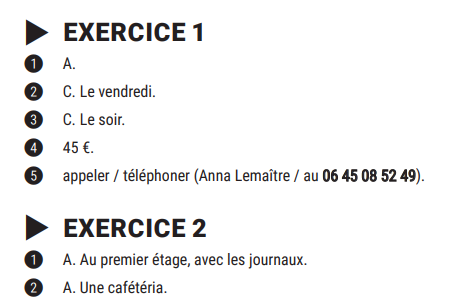 EXERCICE 1
1 A.
2 C. Le vendredi.
3 C. Le soir.
4 45 €.
5 appeler / téléphoner (Anna Lemaître / au 06 45 08 52 49).
EXERCICE 2
1 A. Au premier étage, avec les journaux.
2 A. Une cafétéria.